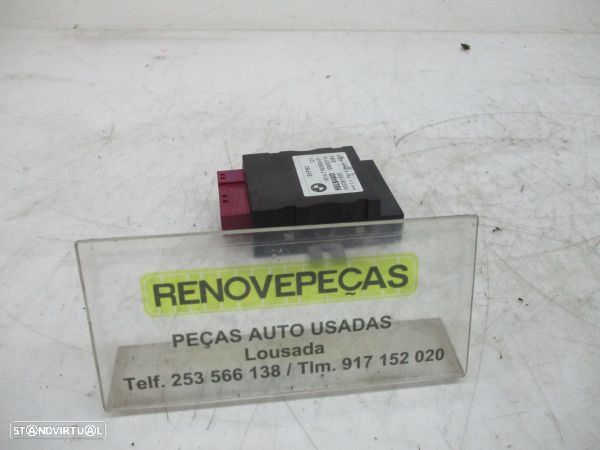 RENOVEPEÇAS
PEÇAS AUTO USADAS
Lousada
Telf. 253 566 138 / Tlm. 917 152 020
STANDVIRTUAL